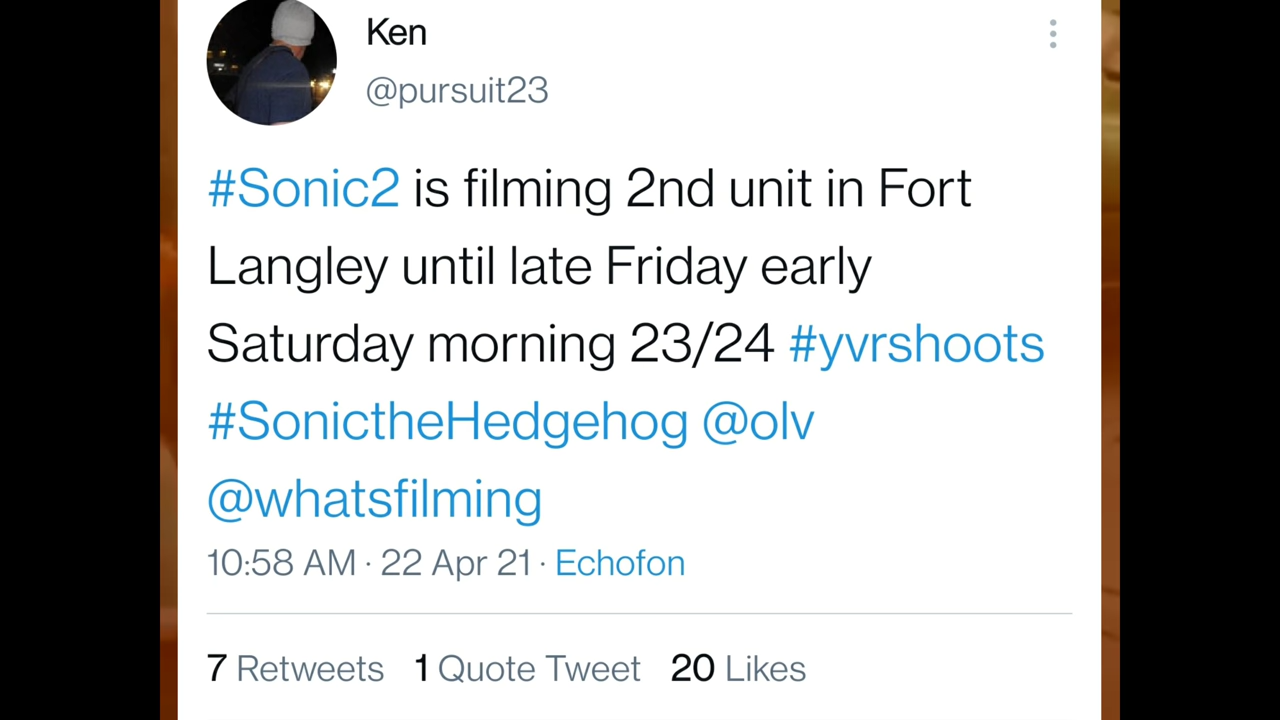 Ken
@pursuit23
#Sonic2 is filming 2nd unit in Fort
Langley until late Friday early
Saturday morning 23/24 #yvrshoots
#SonictheHedgehog @olv
@whatsfilming
10:58 AM · 22 Apr 21 · Echofon
7 Retweets 1 Quote Tweet 20 Likes